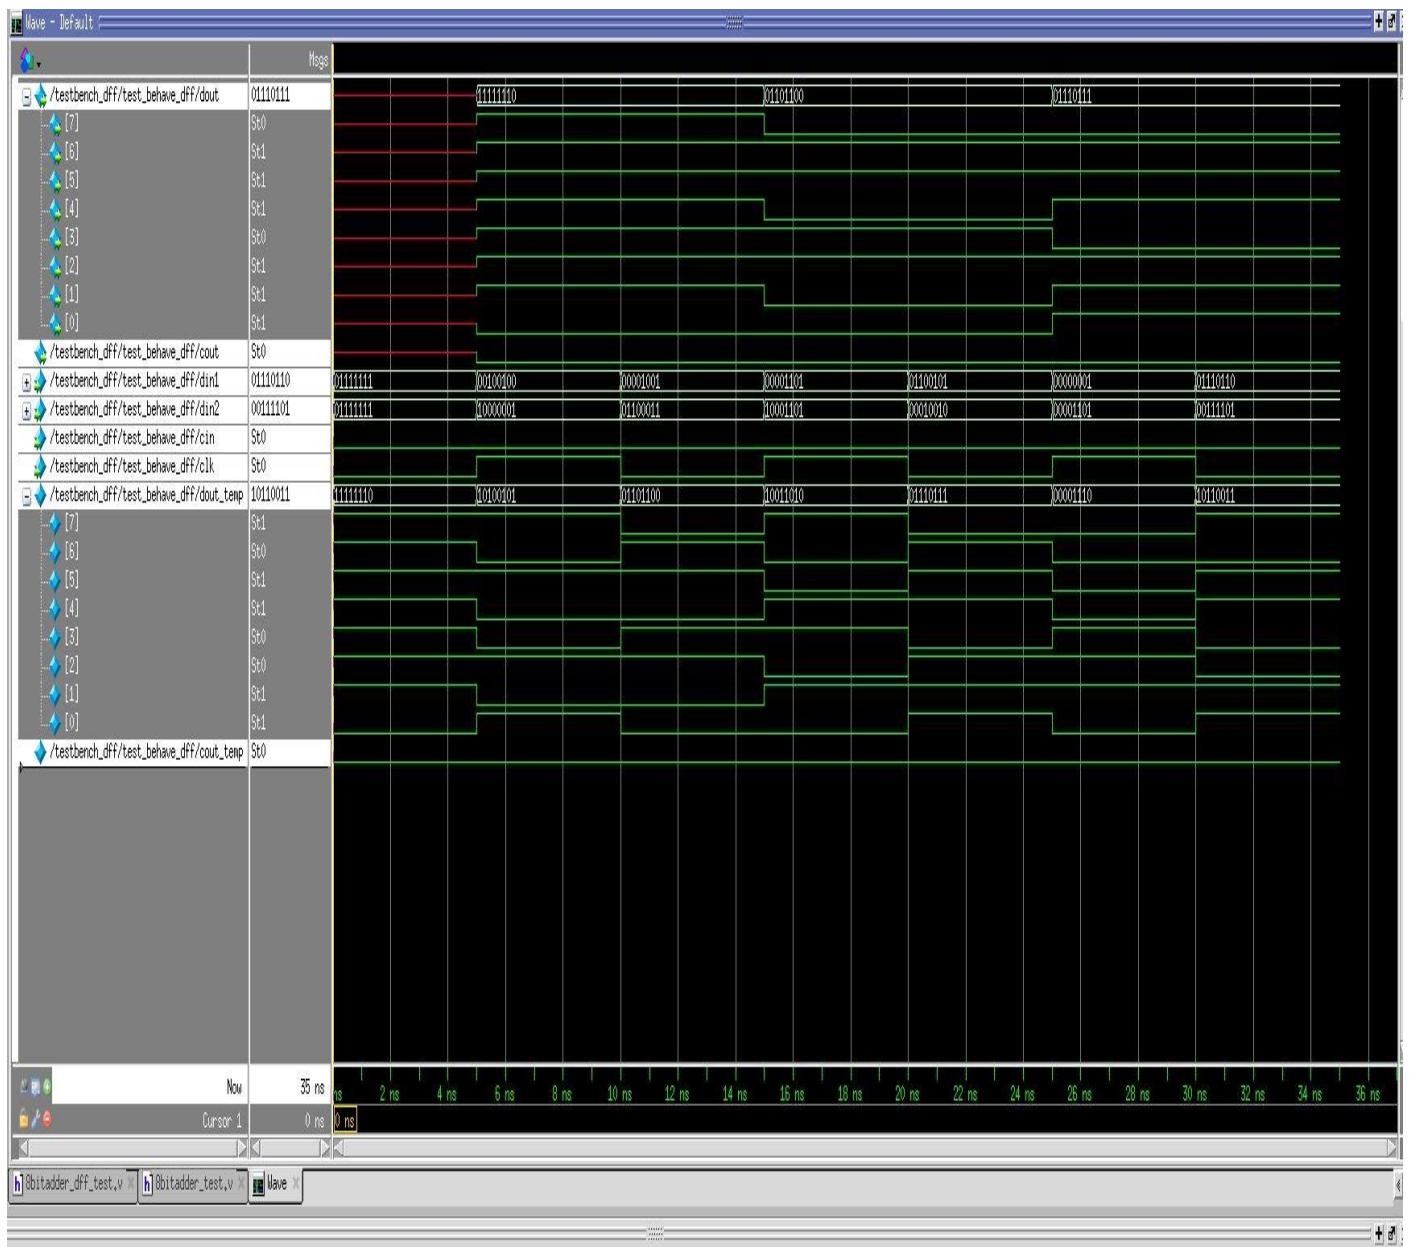 Wave - Default
Msgs
/testbench_dff/test_behave_dff/dout 01110111 11111110 01101100 01110111
[7] St0
[6] St1
[5] St1
[4] St1
[3] St0
[2] St1
[1] St1
[0] St1
/testbench_dff/test_behave_dff/cout St0
/testbench_dff/test_behave_dff/din1 01110110 01111111 00100100 00001001 00001101 01100101 00000001 01110110
/testbench_dff/test_behave_dff/din2 00111101 01111111 10000001 01100011 10001101 00010010 00001101 00111101
/testbench_dff/test_behave_dff/cin St0
/testbench_dff/test_behave_dff/clk St0
/testbench_dff/test_behave_dff/dout_temp 10110011 11111110 10100101 01101100 10011010 01110111 00001110 10110011
[7] St1
[6] St0
[5] St1
[4] St1
[3] St0
[2] St0
[1] St1
[0] St1
/testbench_dff/test_behave_dff/cout_temp St0
Now 35 ns ns 2 ns 4 ns 6 ns 8 ns 10 ns 12 ns 14 ns 16 ns 18 ns 20 ns 22 ns 24 ns 26 ns 28 ns 30 ns 32 ns 34 ns 36 ns
Cursor 1 0 ns 0 ns
h 8bitadder_dff_test.v h 8bitadder_test.v Wave